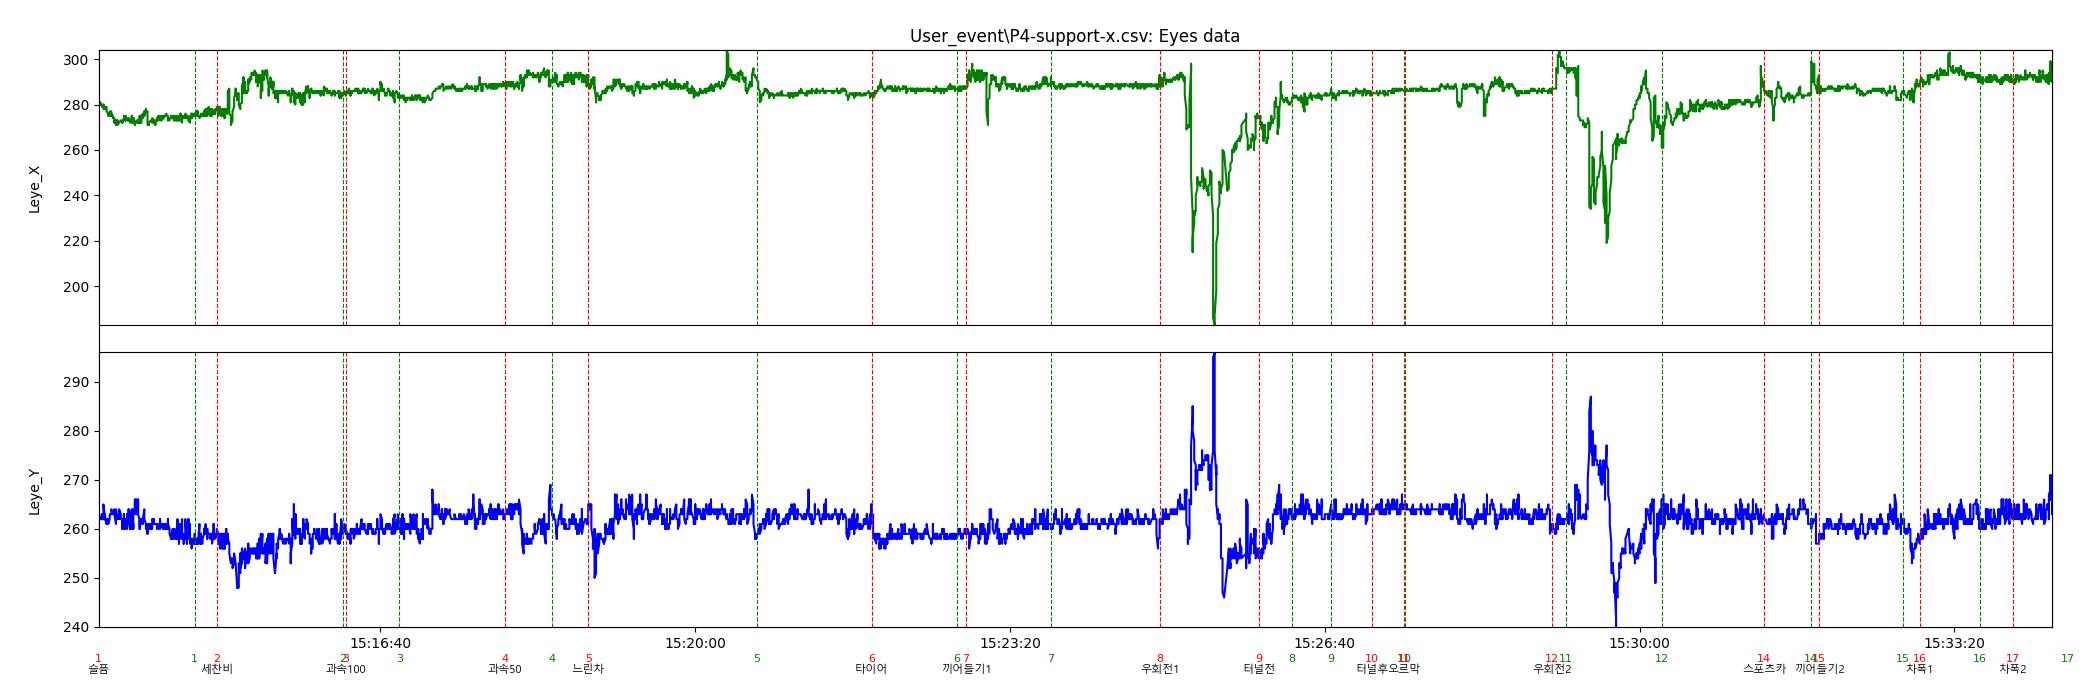 User_event\P4-support-x.csv: Eyes data
300
280
260
240
220
200
Leye_X
290
280
270
260
250
240
Leye_Y
15:16:40 15:20:00 15:23:20 15:26:40 15:30:00 15:33:20
1 1 2 2 3 3 4 4 5 5 6 6 7 7 8 9 8 9 10 11 10 12 11 12 14 14 15 15 16 16 17 17
슬픔 세찬비 과속100 과속50 느린차 타이어 끼어들기1 우회전1 터널전 터널후오르막 우회전2 스포츠카 끼어들기2 차폭1 차폭2